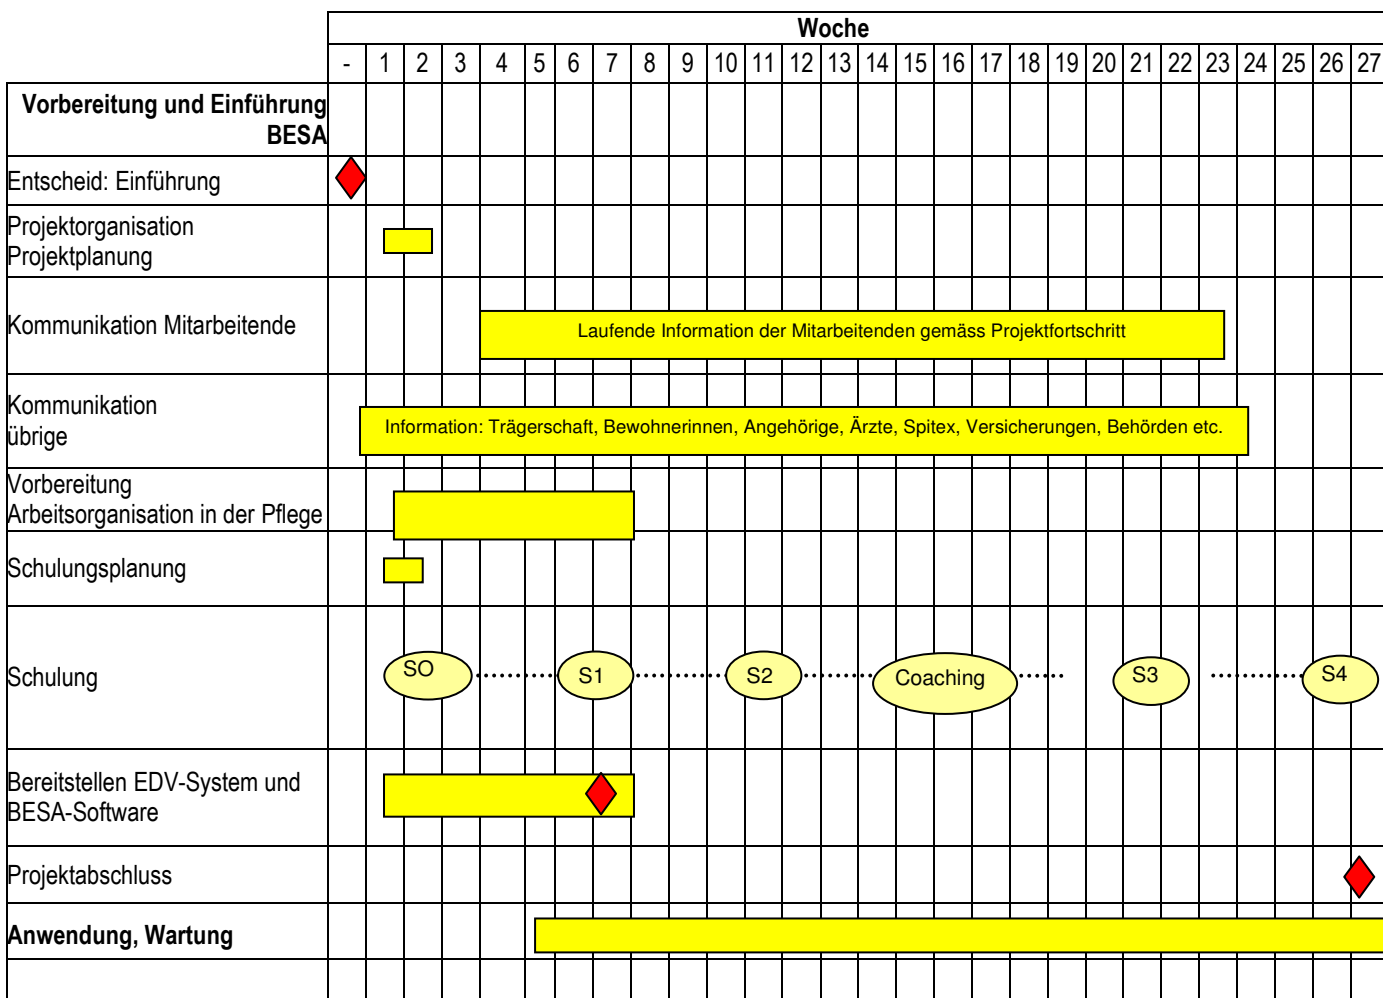 Woche
- 1 2 3 4 5 6 7 8 9 10 11 12 13 14 15 16 17 18 19 20 21 22 23 24 25 26 27
Vorbereitung und Einführung
BESA
Entscheid: Einführung
Projektorganisation
Projektplanung
Kommunikation Mitarbeitende
Laufende Information der Mitarbeitenden gemäss Projektfortschritt
Kommunikation
übrige
Information: Trägerschaft, Bewohnerinnen, Angehörige, Ärzte, Spitex, Versicherungen, Behörden etc.
Vorbereitung
Arbeitsorganisation in der Pflege
Schulungsplanung
Schulung
SO S1 S2 Coaching S3 S4
Bereitstellen EDV-System und
BESA-Software
Projektabschluss
Anwendung, Wartung